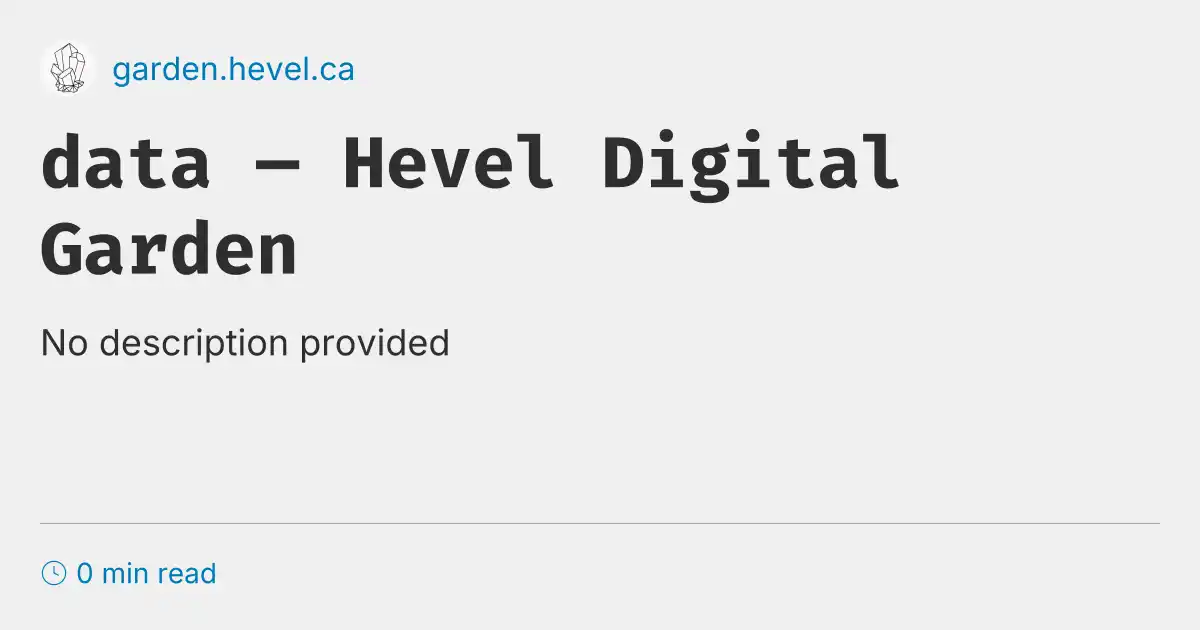 garden.hevel.ca
data — Hevel Digital
Garden
No description provided
0 min read